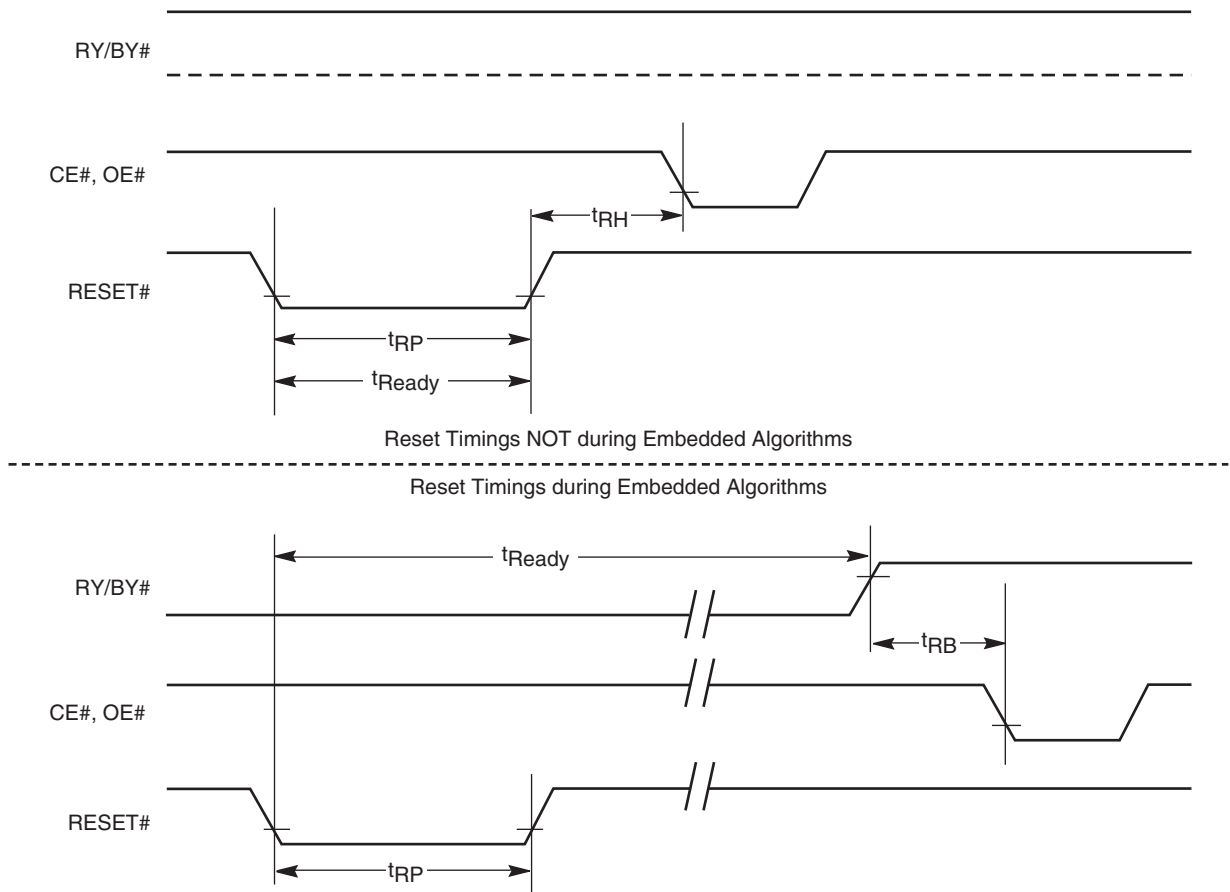 RY/BY#
CE#, OE#
tRH
RESET#
tRP
tReady
Reset Timings NOT during Embedded Algorithms
Reset Timings during Embedded Algorithms
tReady
RY/BY#
tRB
CE#, OE#
RESET#
tRP